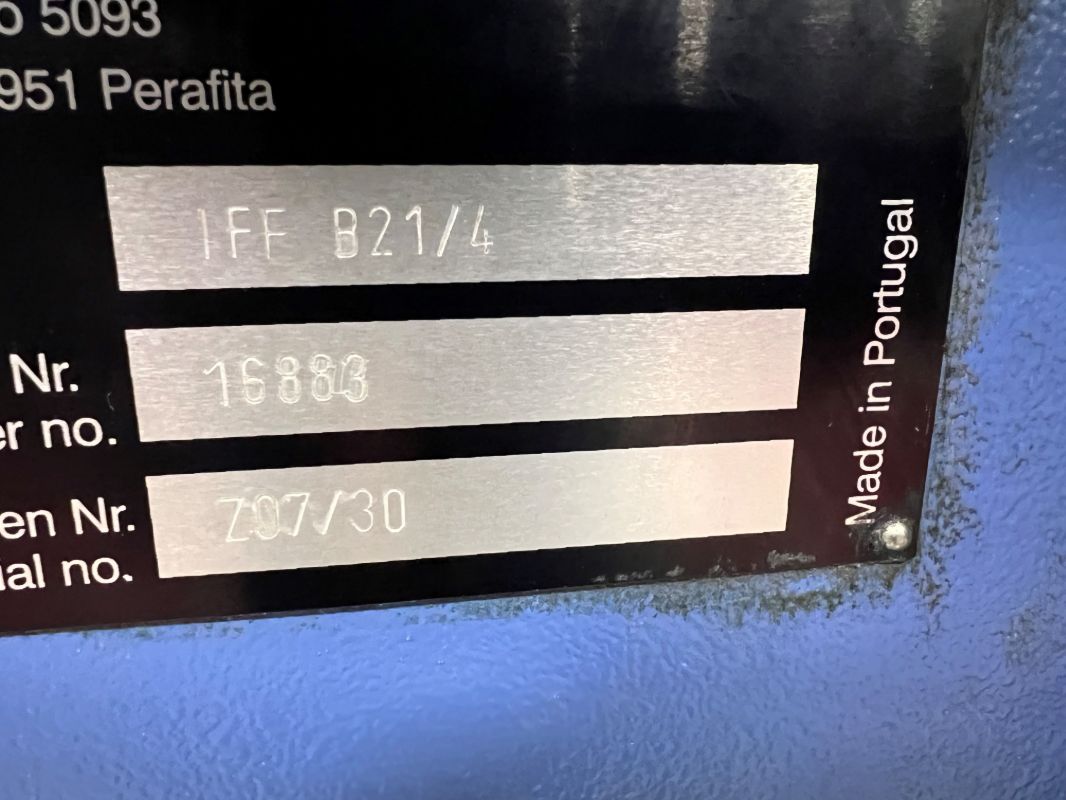 o 5093
951 Perafita
IFF B21/4
Nr.
er no.
16883
en Nr.
ial no.
Z07/30
Made in Portugal